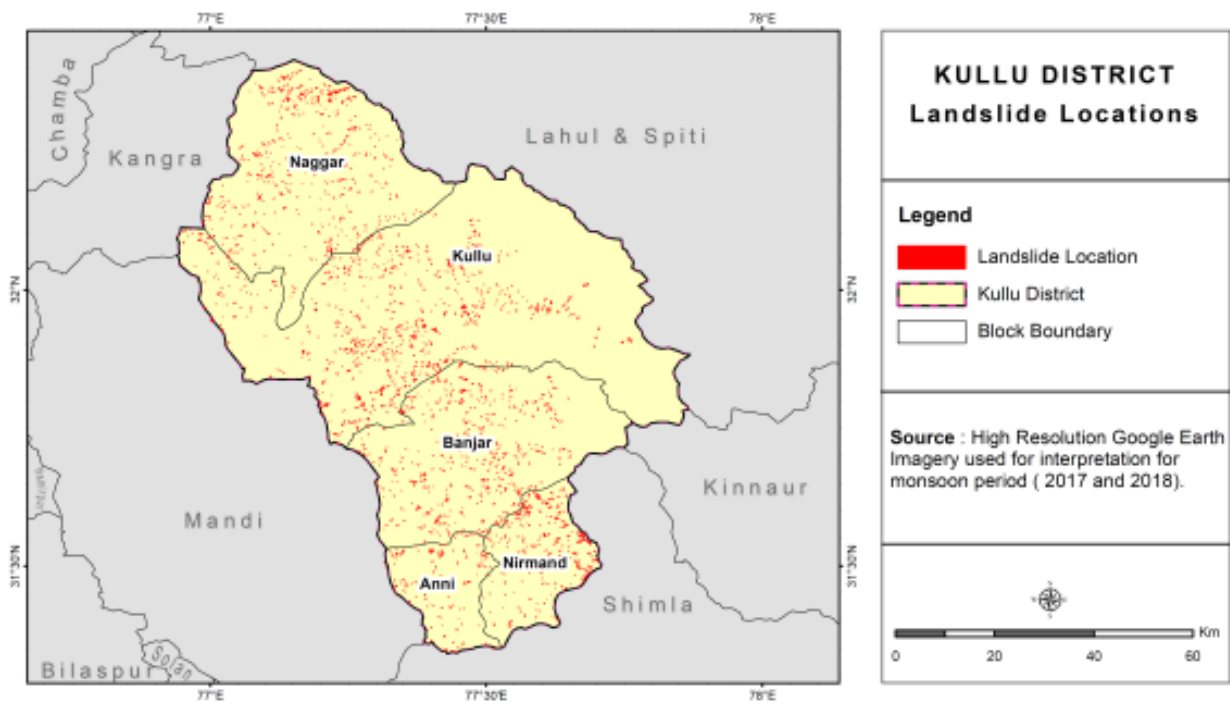 77°E 77°30'E 78°E
KULLU DISTRICT
Landslide Locations
Chamba
Kangra
Lahul & Spiti
Naggar
Kullu
32°N
32°N
Legend
Landslide Location
Kullu District
Block Boundary
Banjar
Source : High Resolution Google Earth
Imagery used for interpretation for
monsoon period ( 2017 and 2018).
Kinnaur
Mandi
Nirmand
Anni
31°30'N
31°30'N
Shimla
Solan
Bilaspur
Km
0 20 40 60
77°E 77°30'E 78°E